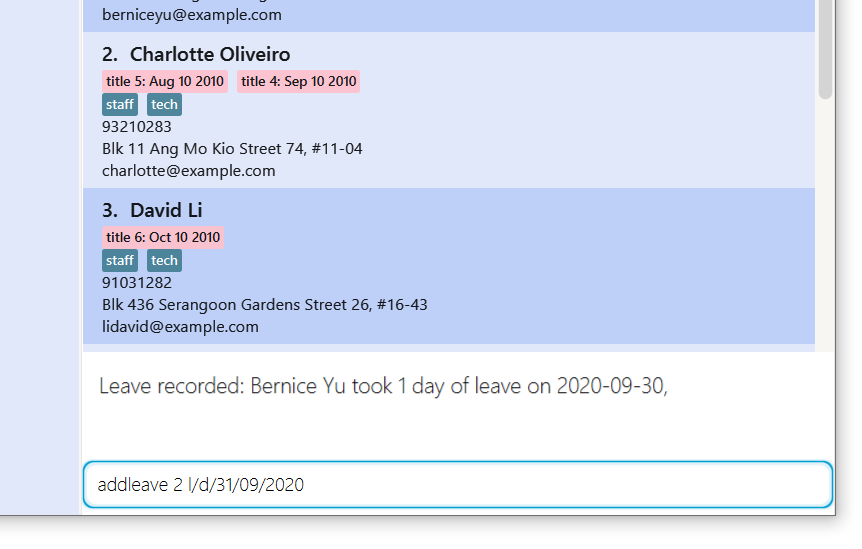 berniceyu@example.com
2. Charlotte Oliveiro
title 5: Aug 10 2010 title 4: Sep 10 2010
staff tech
93210283
Blk 11 Ang Mo Kio Street 74, #11-04
charlotte@example.com
3. David Li
title 6: Oct 10 2010
staff tech
91031282
Blk 436 Serangoon Gardens Street 26, #16-43
lidavid@example.com
Leave recorded: Bernice Yu took 1 day of leave on 2020-09-30,
addleave 2 l/d/31/09/2020